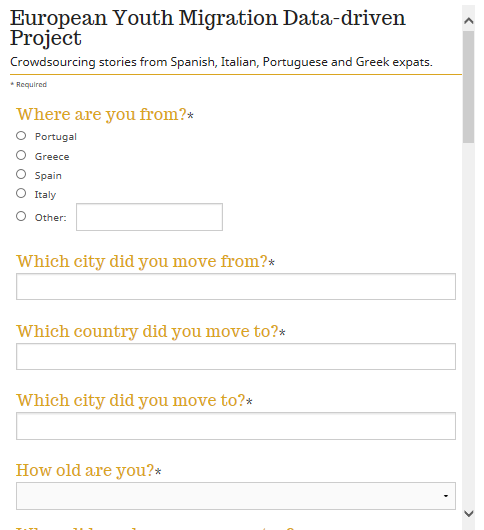 European Youth Migration Data-driven
Project
Crowdsourcing stories from Spanish, Italian, Portuguese and Greek expats.
* Required
Where are you from?*
Portugal
Greece
Spain
Italy
Other:
Which city did you move from?*
Which country did you move to?*
Which city did you move to?*
How old are you?*